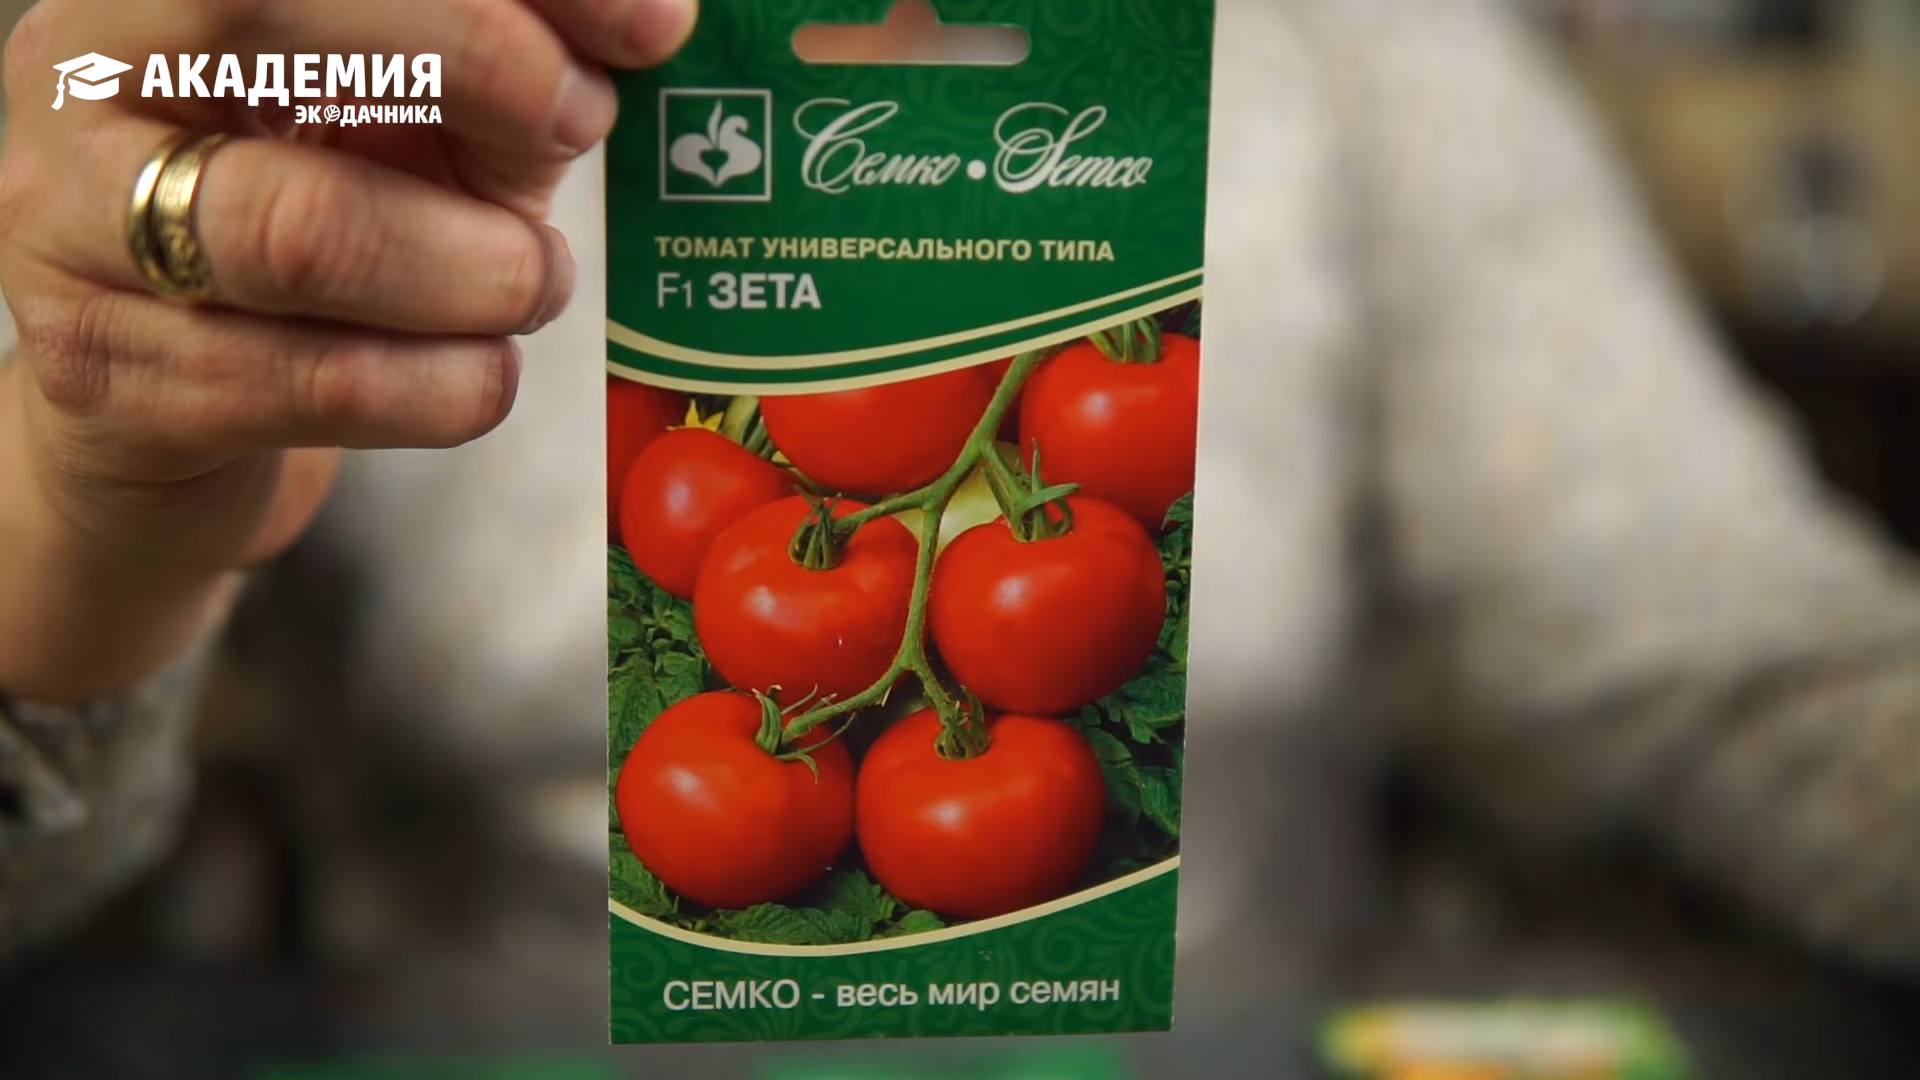 АКАДЕМИЯ
ЭКОДАЧНИКА
Семко • Semco
ТОМАТ УНИВЕРСАЛЬНОГО ТИПА
F1 ЗЕТА
СЕМКО - весь мир семян